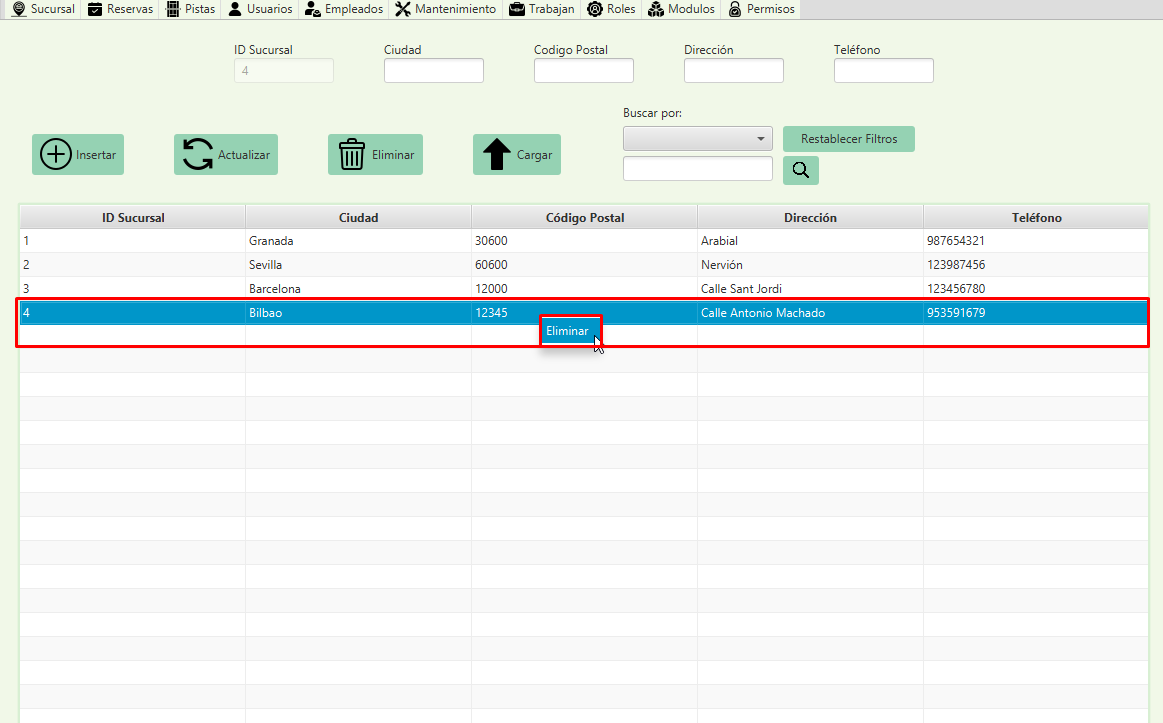 Sucursal Reservas Pistas Usuarios Empleados Mantenimiento Trabajan Roles Modulos Permisos
ID Sucursal Ciudad Codigo Postal Dirección Teléfono
4
Buscar por:
Restablecer Filtros
Insertar Actualizar Eliminar Cargar
ID Sucursal Ciudad Código Postal Dirección Teléfono
1 Granada 30600 Arabial 987654321
2 Sevilla 60600 Nervión 123987456
3 Barcelona 12000 Calle Sant Jordi 123456780
4 Bilbao 12345 Calle Antonio Machado 953591679
Eliminar